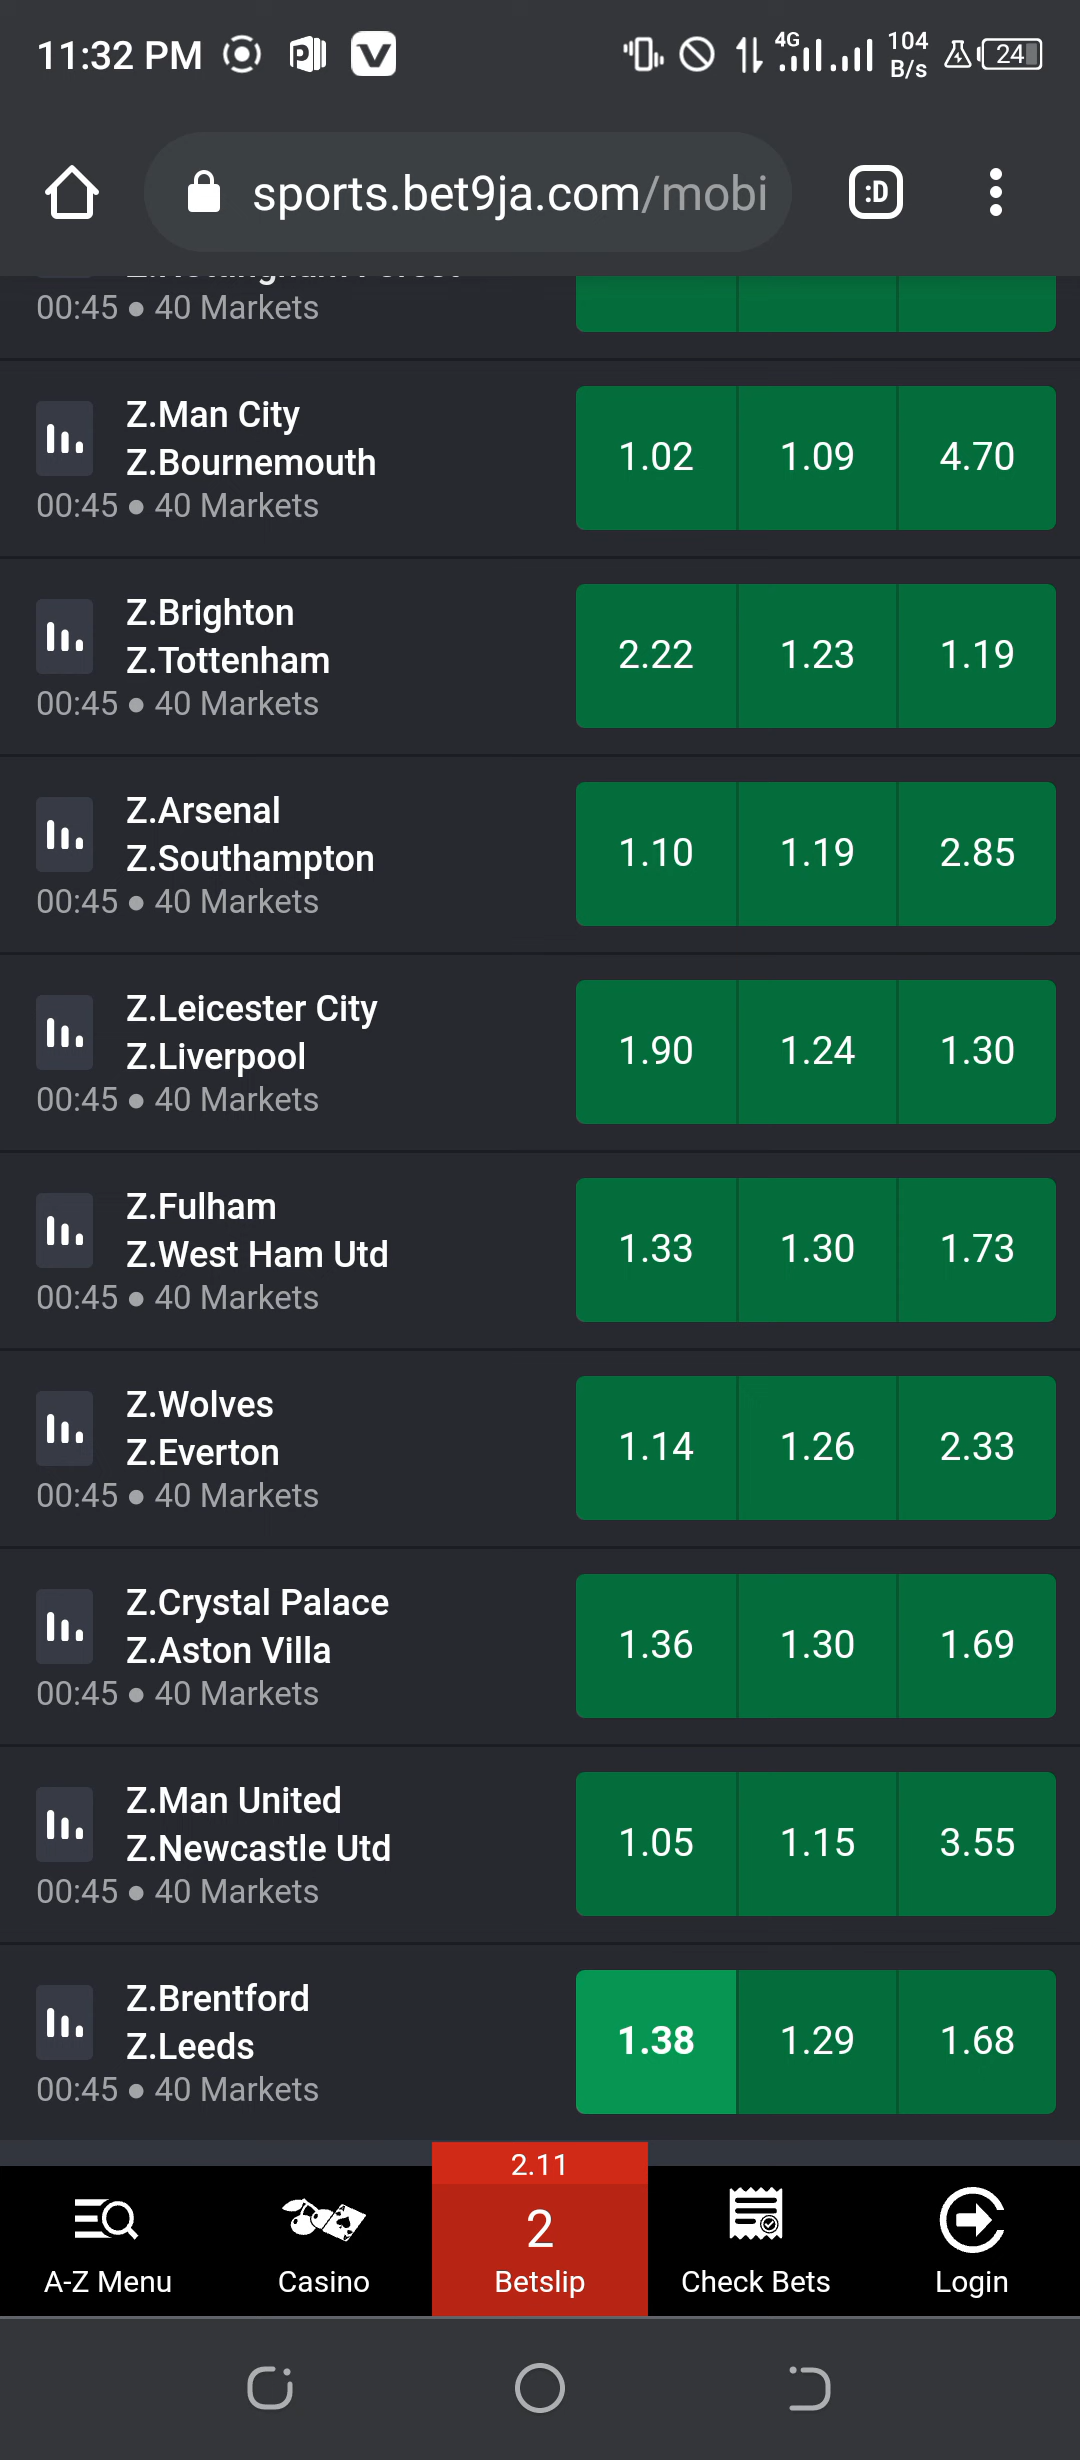 11:32 PM
4G
104
B/s
24
sports.bet9ja.com/mobi
:D
00:45 ● 40 Markets
Z.Man City
Z.Bournemouth
00:45 ● 40 Markets
1.02 1.09 4.70
Z.Brighton
Z.Tottenham
00:45 ● 40 Markets
2.22 1.23 1.19
Z.Arsenal
Z.Southampton
00:45 ● 40 Markets
1.10 1.19 2.85
Z.Leicester City
Z.Liverpool
00:45 ● 40 Markets
1.90 1.24 1.30
Z.Fulham
Z.West Ham Utd
00:45 ● 40 Markets
1.33 1.30 1.73
Z.Wolves
Z.Everton
00:45 ● 40 Markets
1.14 1.26 2.33
Z.Crystal Palace
Z.Aston Villa
00:45 ● 40 Markets
1.36 1.30 1.69
Z.Man United
Z.Newcastle Utd
00:45 ● 40 Markets
1.05 1.15 3.55
Z.Brentford
Z.Leeds
00:45 ● 40 Markets
1.38 1.29 1.68
2.11
2
A-Z Menu Casino Betslip Check Bets Login